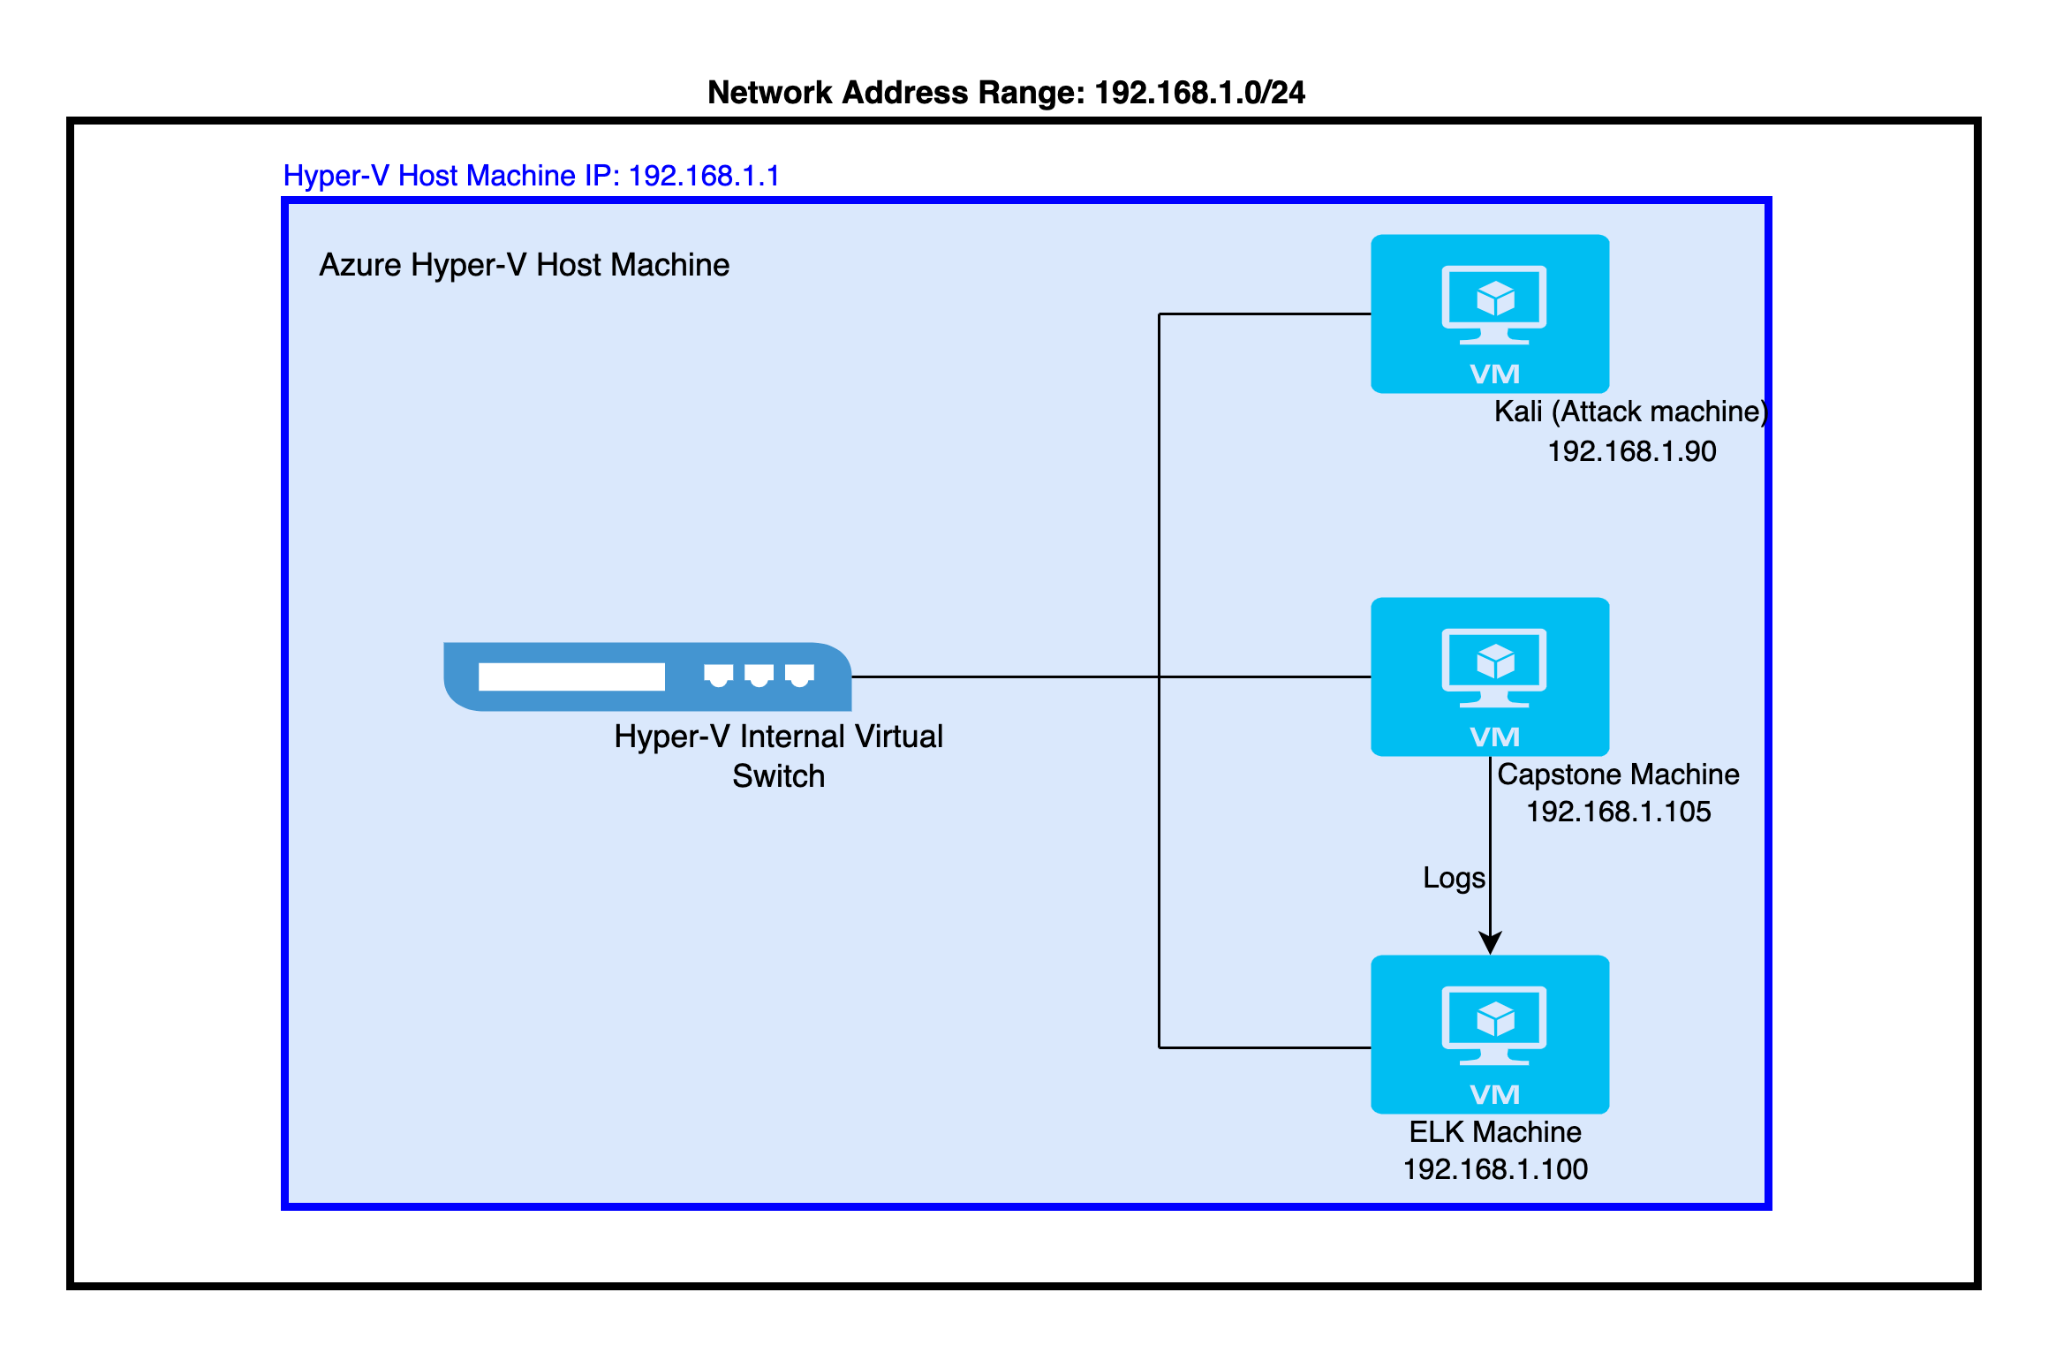 Network Address Range: 192.168.1.0/24
Hyper-V Host Machine IP: 192.168.1.1
Azure Hyper-V Host Machine
VM
Kali (Attack machine)
192.168.1.90
Hyper-V Internal Virtual
Switch
VM
Capstone Machine
192.168.1.105
Logs
VM
ELK Machine
192.168.1.100